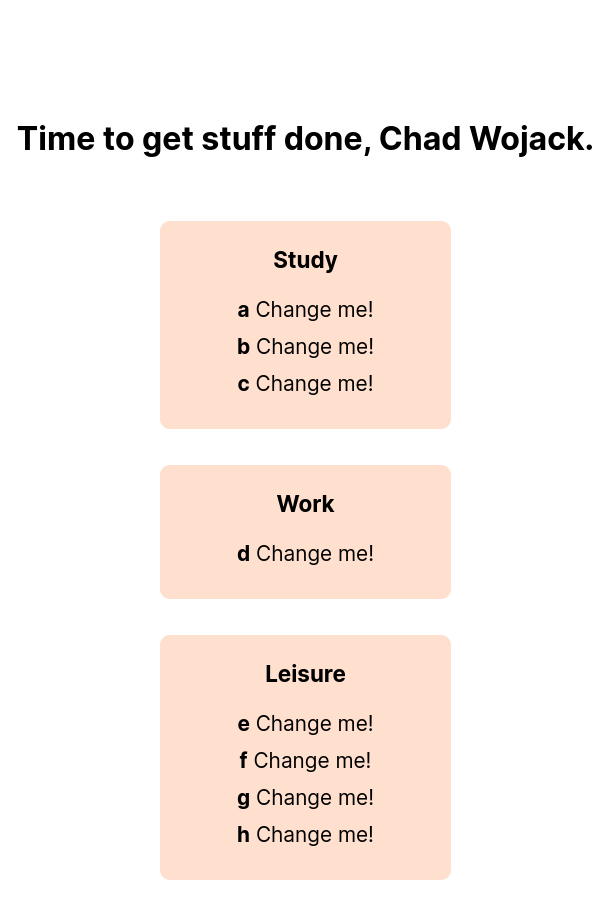 Time to get stuff done, Chad Wojack.
Study
a Change me!
b Change me!
c Change me!
Work
d Change me!
Leisure
e Change me!
f Change me!
g Change me!
h Change me!